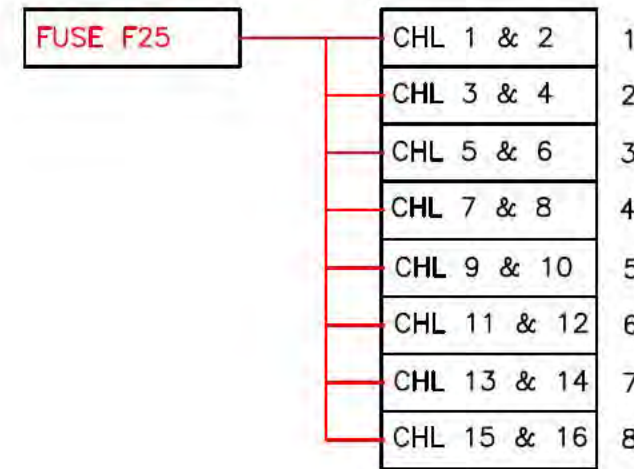 FUSE F25
CHL 1 & 2 1
CHL 3 & 4 2
CHL 5 & 6 3
CHL 7 & 8 4
CHL 9 & 10 5
CHL 11 & 12 6
CHL 13 & 14 7
CHL 15 & 16 8